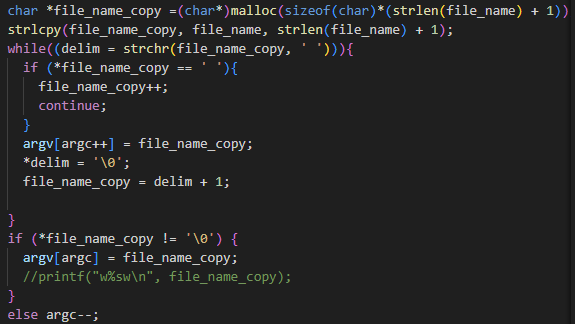 char *file_name_copy =(char*)malloc(sizeof(char)*(strlen(file_name) + 1))
strlcpy(file_name_copy, file_name, strlen(file_name) + 1);
while((delim = strchr(file_name_copy, ' '))){
  if (*file_name_copy == ' '){
    file_name_copy++;
    continue;
  }
  argv[argc++] = file_name_copy;
  *delim = '\0';
  file_name_copy = delim + 1;
}
if (*file_name_copy != '\0') {
  argv[argc] = file_name_copy;
  //printf("w%sw\n", file_name_copy);
}
else argc--;